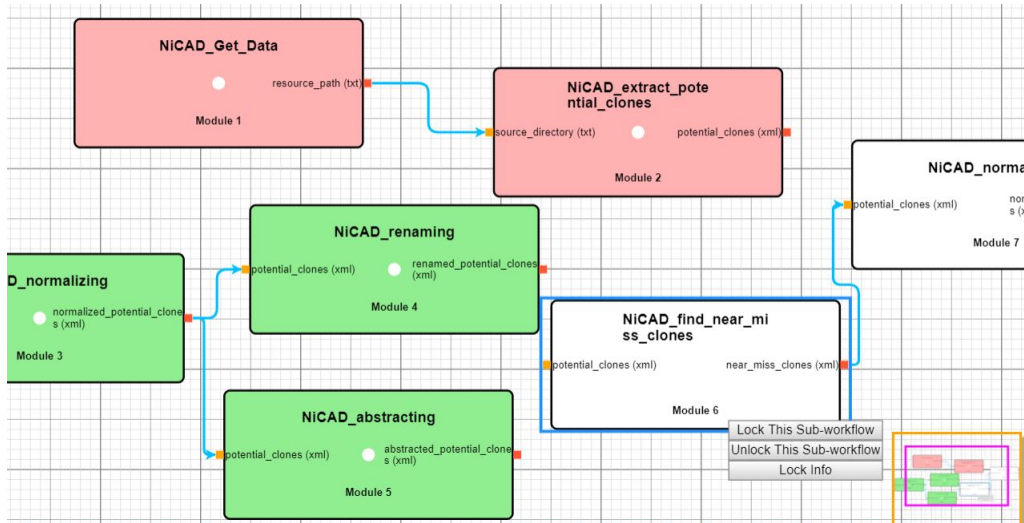 NiCAD_Get_Data
resource_path (txt)
Module 1
NiCAD_extract_pote
ntial_clones
source_directory (txt)
potential_clones (xml)
Module 2
NiCAD_norma
potential_clones (xml)
nor
s (x
Module 7
NiCAD_renaming
potential_clones (xml)
renamed_potential_clones
(xml)
Module 4
D_normalizing
normalized_potential_clone
s (xml)
Module 3
NiCAD_find_near_mi
ss_clones
potential_clones (xml)
near_miss_clones (xml)
Module 6
NiCAD_abstracting
potential_clones (xml)
abstracted_potential_clone
s (xml)
Module 5
Lock This Sub-workflow
Unlock This Sub-workflow
Lock Info